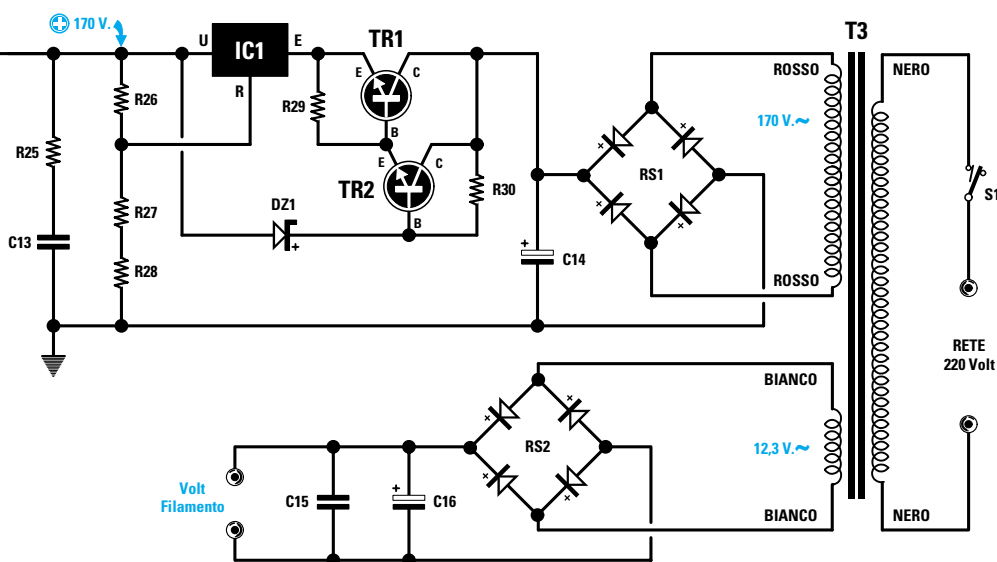 170 V.
U
IC1
E
R
TR1
E
C
B
R29
R26
R25
R27
R28
C13
DZ1
+
TR2
E
C
B
R30
+
C14
RS1
ROSSO
170 V.~
ROSSO
T3
NERO
S1
RETE
220 Volt
NERO
BIANCO
12,3 V.~
BIANCO
RS2
Volt
Filamento
C15
+
C16